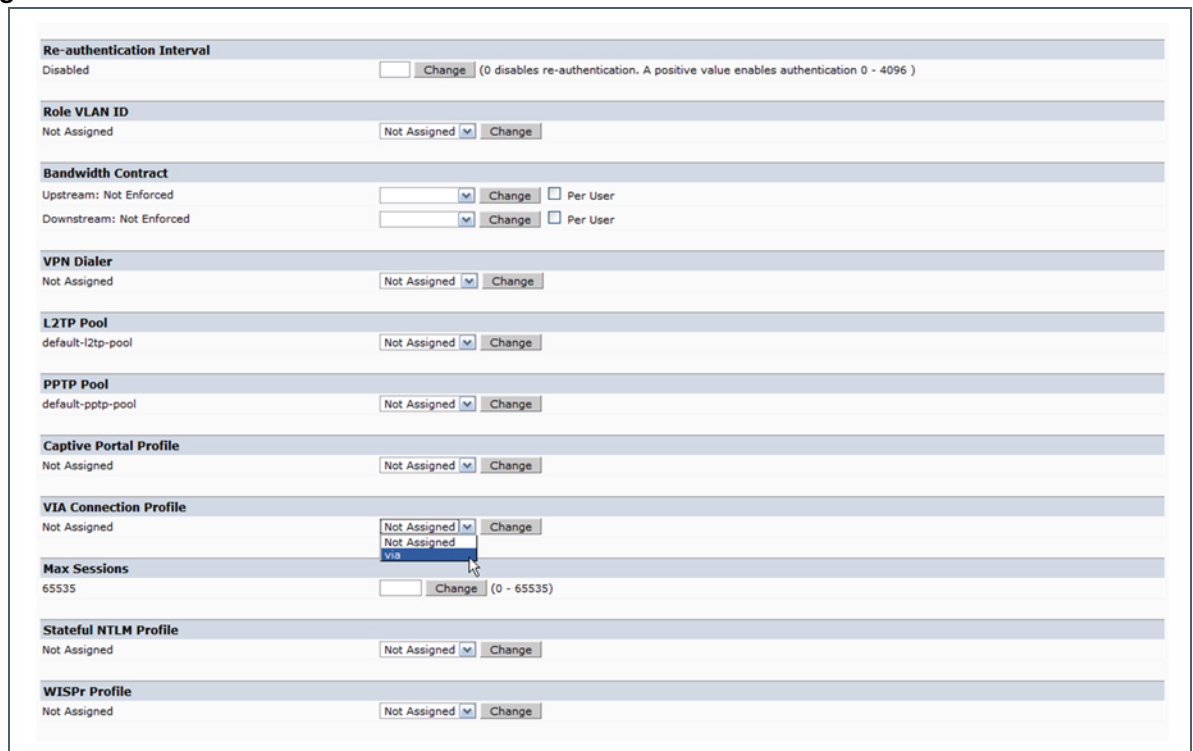 g
Re-authentication Interval
Disabled Change (0 disables re-authentication. A positive value enables authentication 0 - 4096 )
Role VLAN ID
Not Assigned Not Assigned Change
Bandwidth Contract
Upstream: Not Enforced Change Per User
Downstream: Not Enforced Change Per User
VPN Dialer
Not Assigned Not Assigned Change
L2TP Pool
default-l2tp-pool Not Assigned Change
PPTP Pool
default-pptp-pool Not Assigned Change
Captive Portal Profile
Not Assigned Not Assigned Change
VIA Connection Profile
Not Assigned Not Assigned Change
Not Assigned
via
Max Sessions
65535 Change (0 - 65535)
Stateful NTLM Profile
Not Assigned Not Assigned Change
WISPr Profile
Not Assigned Not Assigned Change